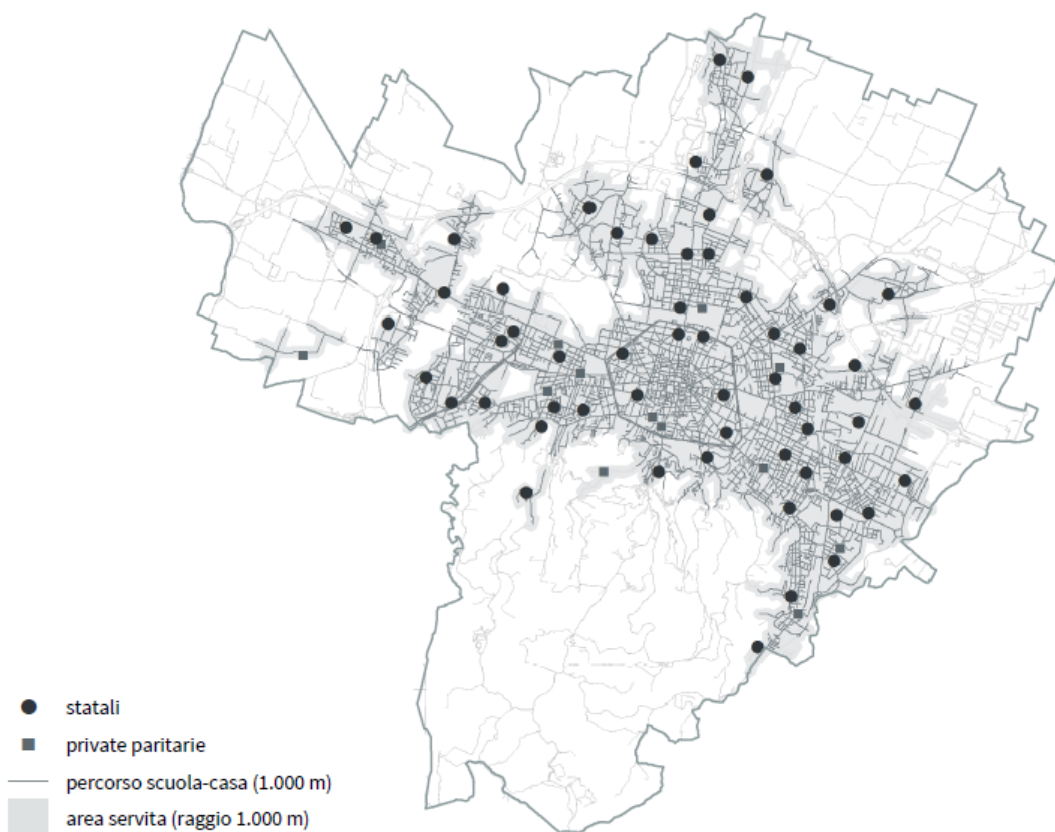 statali
private paritarie
percorso scuola-casa (1.000 m)
area servita (raggio 1.000 m)